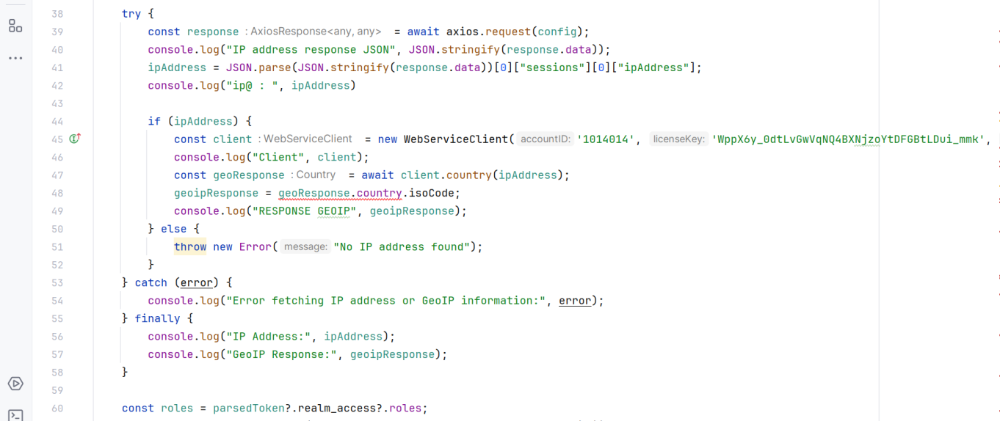 38 try {
39 const response : AxiosResponse<any, any> = await axios.request(config);
40 console.log("IP address response JSON", JSON.stringify(response.data));
41 ipAddress = JSON.parse(JSON.stringify(response.data))[0]["sessions"][0]["ipAddress"];
42 console.log("ip@ : ", ipAddress)
43
44 if (ipAddress) {
45 const client : WebServiceClient = new WebServiceClient( accountID: '1014014', licenseKey: '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',
46 console.log("Client", client);
47 const geoResponse : Country = await client.country(ipAddress);
48 geoipResponse = geoResponse.country.isoCode;
49 console.log("RESPONSE GEOIP", geoipResponse);
50 } else {
51 throw new Error( message: "No IP address found");
52 }
53 } catch (error) {
54 console.log("Error fetching IP address or GeoIP information:", error);
55 } finally {
56 console.log("IP Address:", ipAddress);
57 console.log("GeoIP Response:", geoipResponse);
58 }
59
60 const roles = parsedToken?.realm_access?.roles;